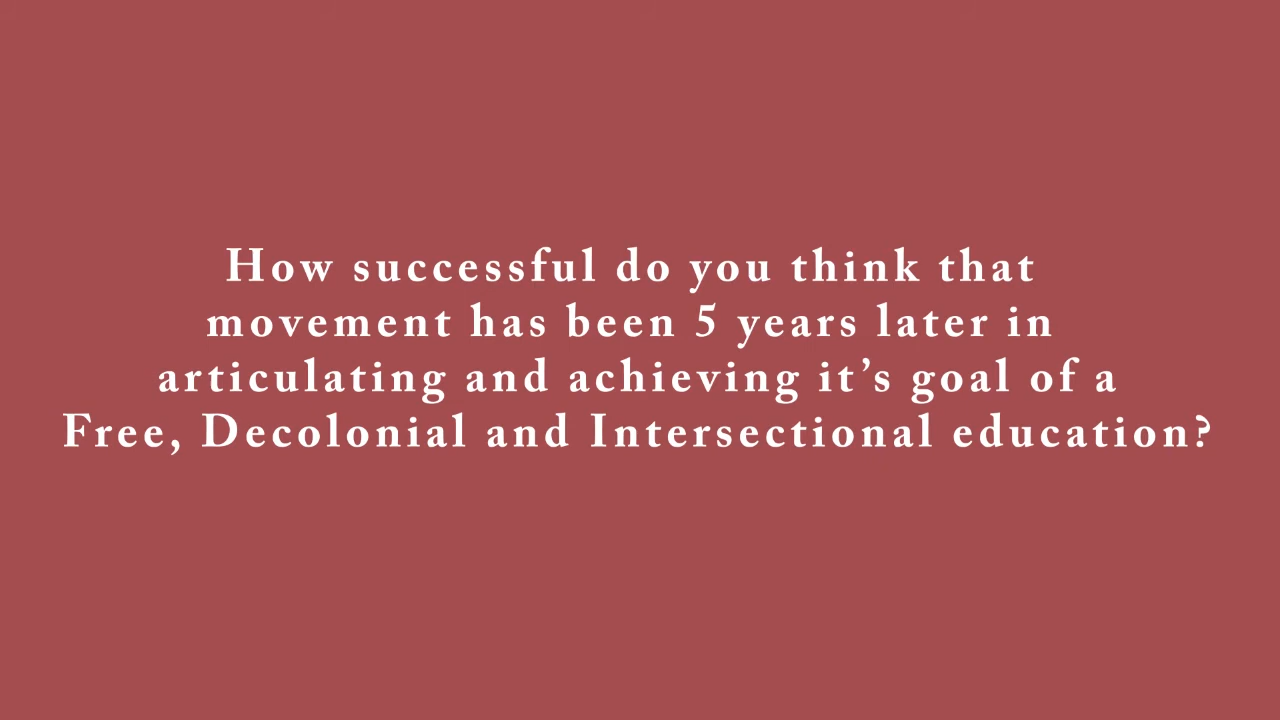 How successful do you think that
movement has been 5 years later in
articulating and achieving it’s goal of a
Free, Decolonial and Intersectional education?